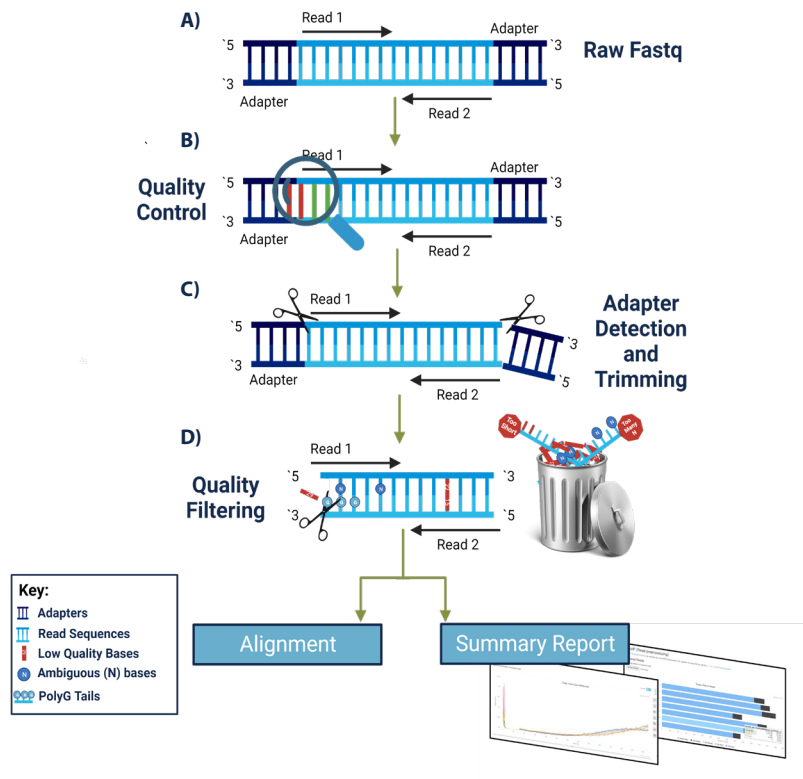 A)
Read 1
Adapter
`5
`3
Raw Fastq
`3
`5
Adapter
Read 2
B)
Read 1
Adapter
`5
`3
Quality
Control
`3
`5
Adapter
Read 2
C)
Read 1
`5
`3
Adapter
Detection
and
Trimming
`3
`5
Adapter
Read 2
D)
Too
Short
N
N
Too
Many
N
Read 1
`5
`3
Quality
Filtering
N
N
N
G
G
`3
`5
Read 2
Key:
Adapters
Read Sequences
Low Quality Bases
N
Ambiguous (N) bases
G
G
G
PolyG Tails
Alignment
Summary Report